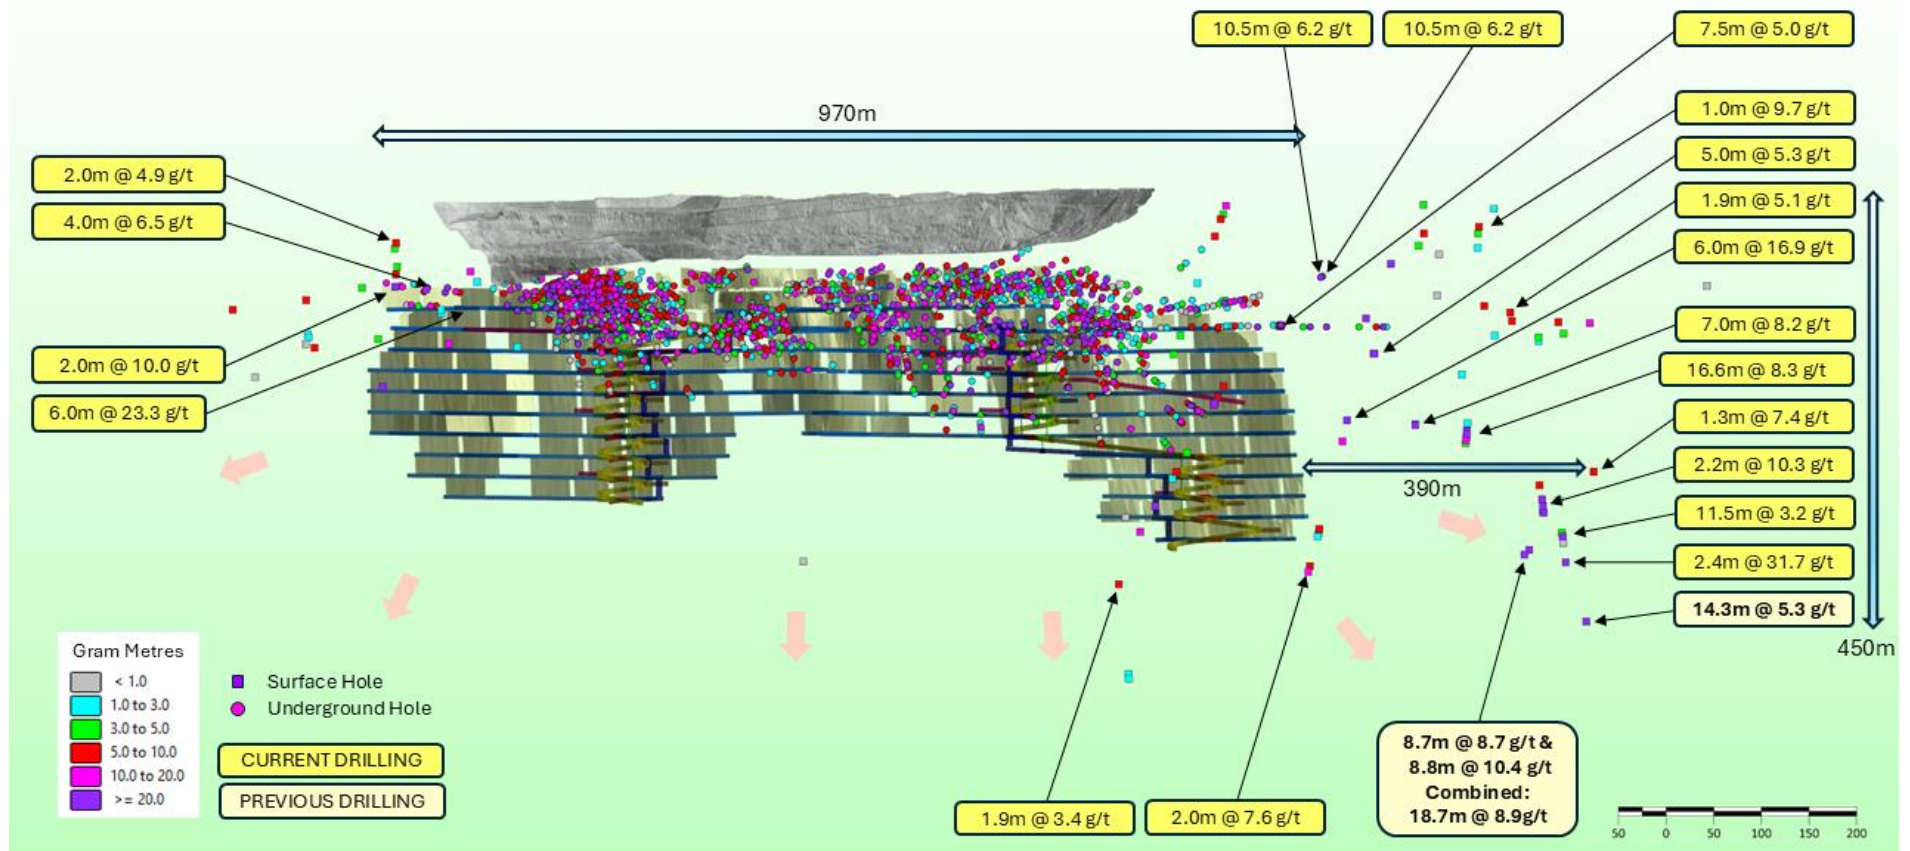 10.5m @ 6.2 g/t
10.5m @ 6.2 g/t
7.5m @ 5.0 g/t
970m
1.0m @ 9.7 g/t
5.0m @ 5.3 g/t
2.0m @ 4.9 g/t
1.9m @ 5.1 g/t
4.0m @ 6.5 g/t
6.0m @ 16.9 g/t
7.0m @ 8.2 g/t
2.0m @ 10.0 g/t
16.6m @ 8.3 g/t
6.0m @ 23.3 g/t
1.3m @ 7.4 g/t
2.2m @ 10.3 g/t
390m
11.5m @ 3.2 g/t
2.4m @ 31.7 g/t
14.3m @ 5.3 g/t
450m
Gram Metres
< 1.0
1.0 to 3.0
3.0 to 5.0
5.0 to 10.0
10.0 to 20.0
>= 20.0
Surface Hole
Underground Hole
CURRENT DRILLING
PREVIOUS DRILLING
8.7m @ 8.7 g/t &
8.8m @ 10.4 g/t
Combined:
18.7m @ 8.9g/t
1.9m @ 3.4 g/t
2.0m @ 7.6 g/t
50 0 50 100 150 200